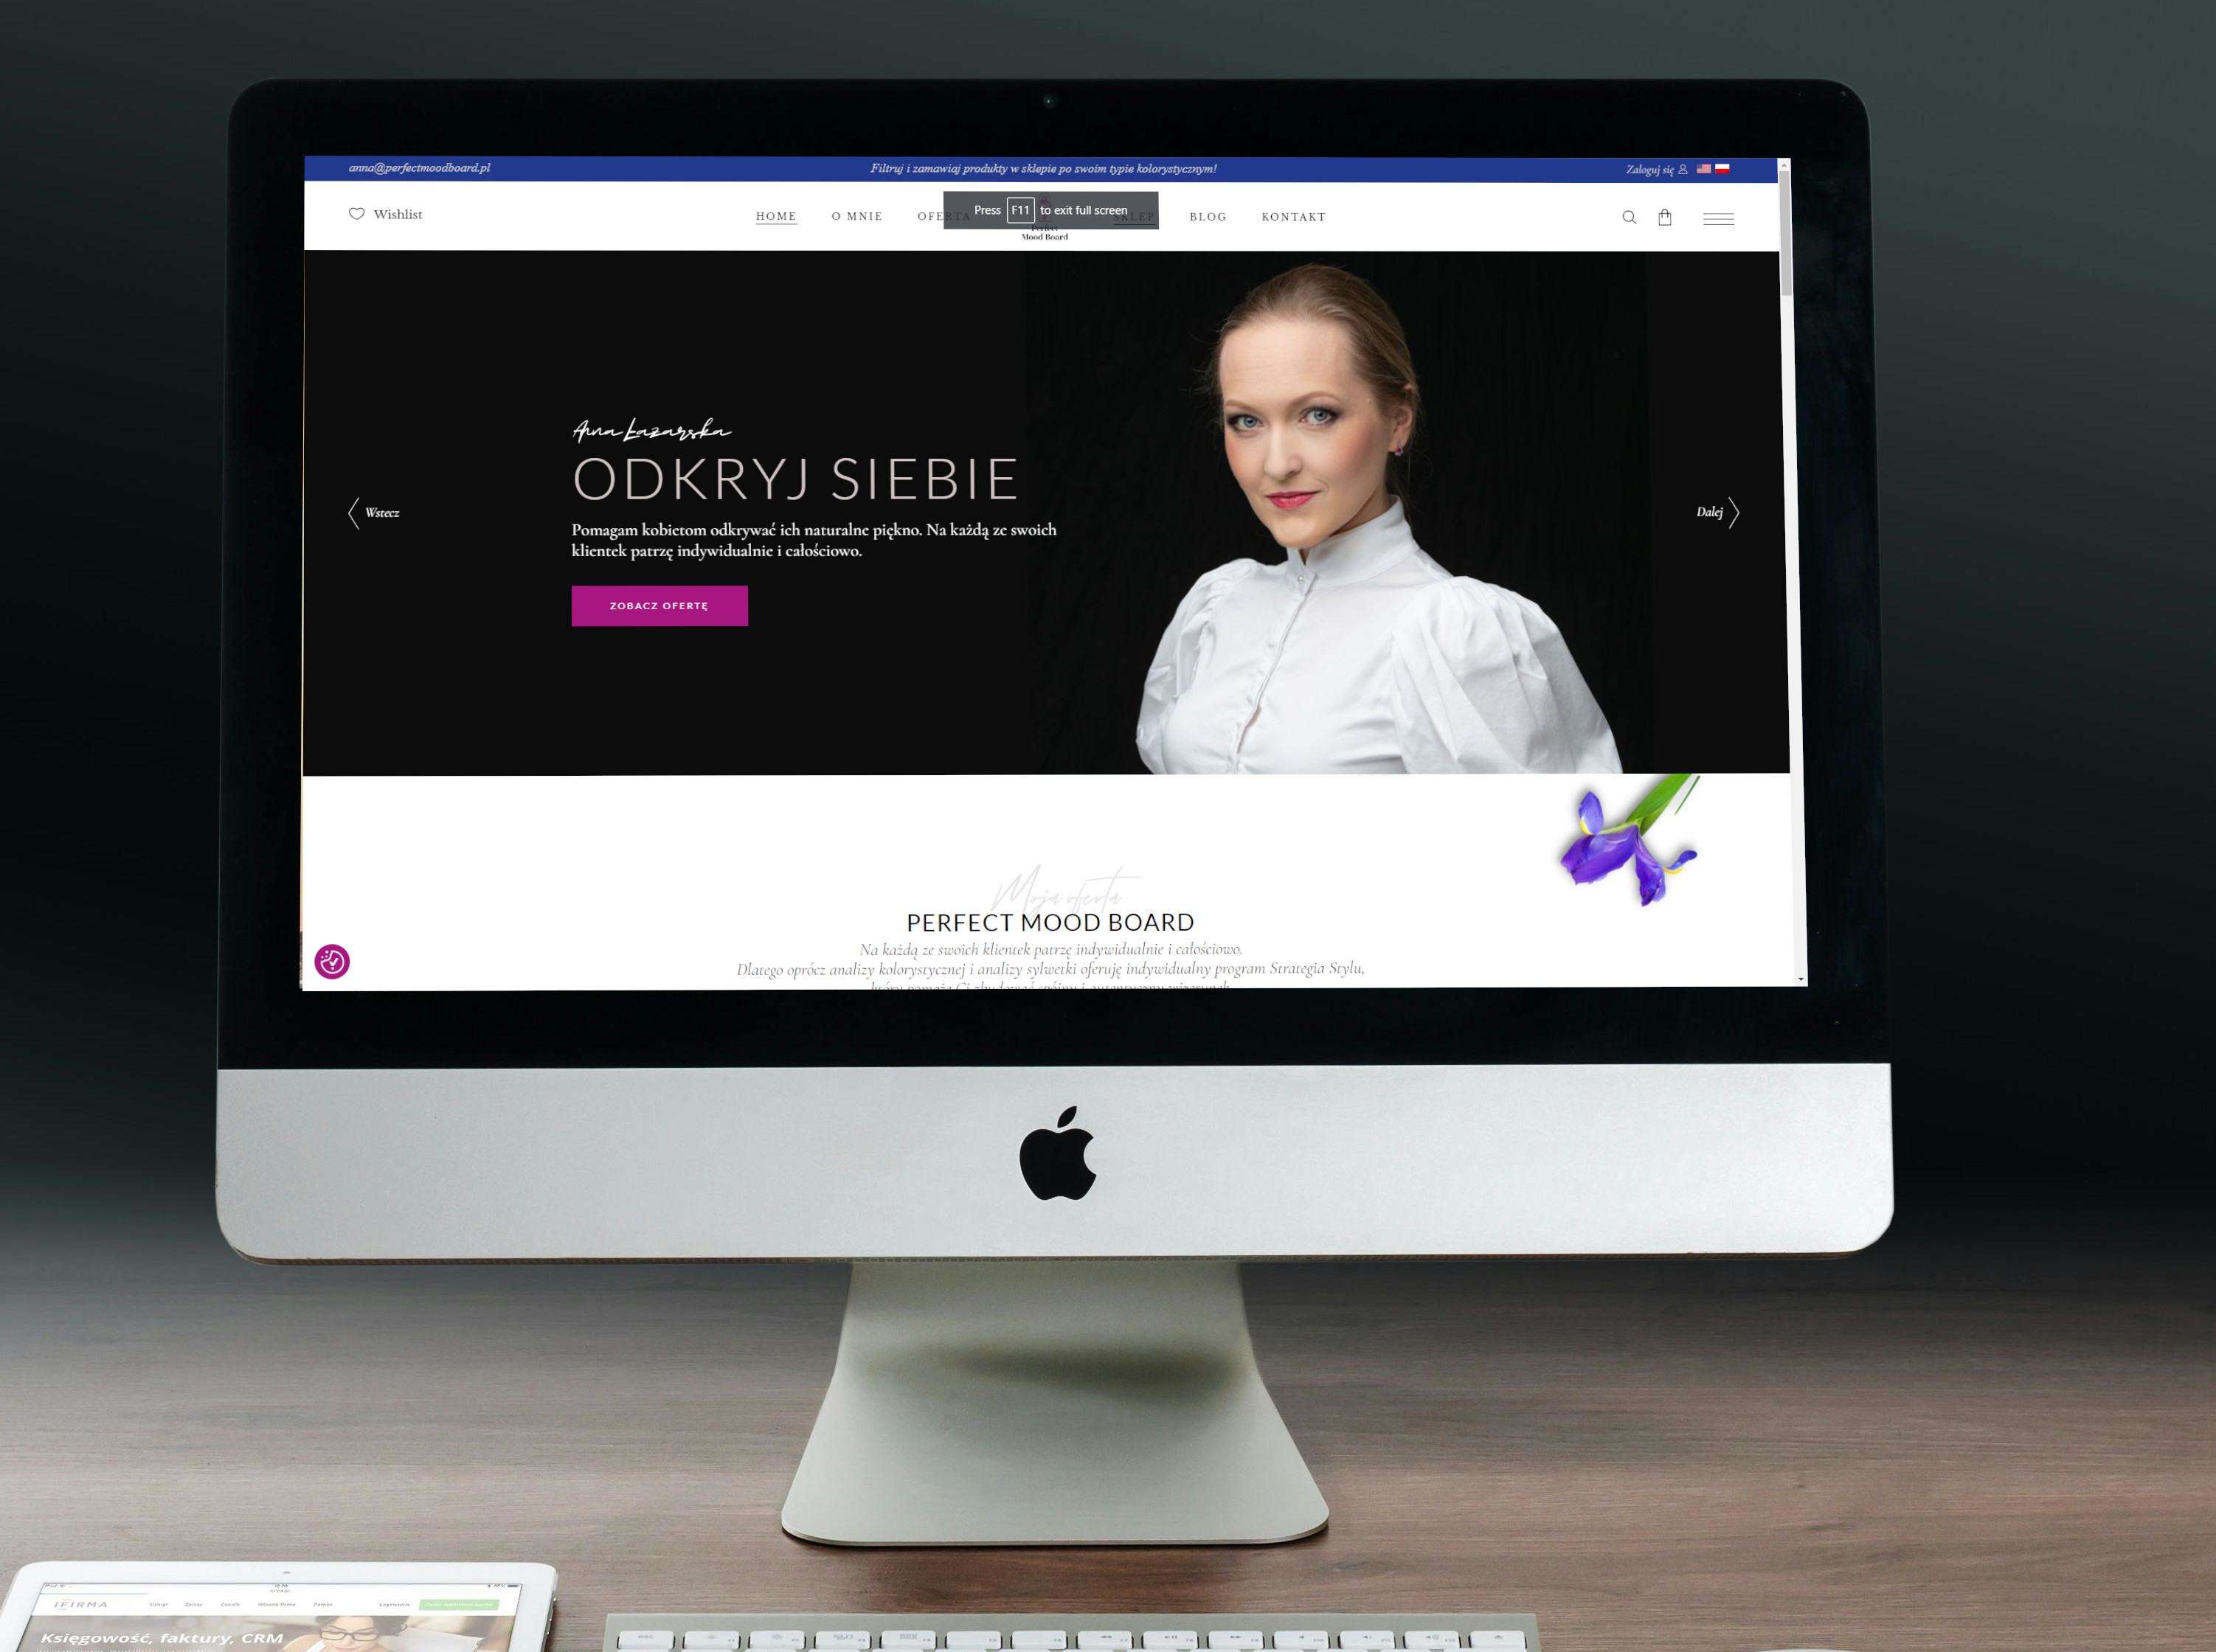 anna@perfectmoodboard.pl
Filtruj i zamawiaj produkty w sklepie po swoim typie kolorystycznym!
Zaloguj się
Wishlist
HOME
O MNIE
OFERTA
Press F11 to exit full screen
SKLEP
BLOG
KONTAKT
Perfect
Mood Board
Anna Łazarska
ODKRYJ SIEBIE
Wstecz
Dalej
Pomagam kobietom odkrywać ich naturalne piękno. Na każdą ze swoich
klientek patrzę indywidualnie i całościowo.
ZOBACZ OFERTĘ
Moja oferta
PERFECT MOOD BOARD
Na każdą ze swoich klientek patrzę indywidualnie i całościowo.
Dlatego oprócz analizy kolorystycznej i analizy sylwetki oferuję indywidualny program Strategia Stylu,
IFIRMA
Księgowość, faktury, CRM